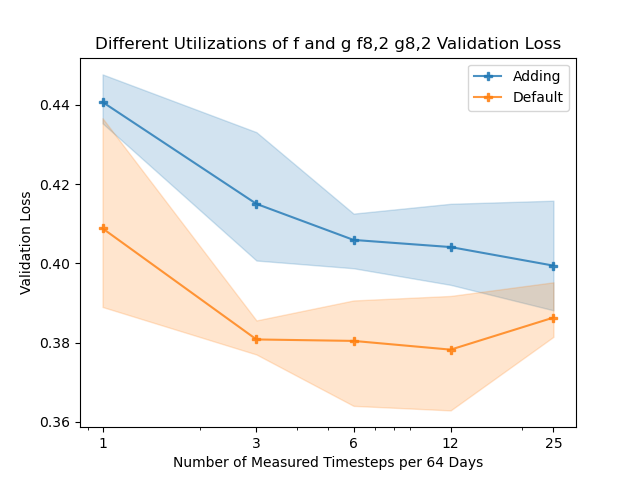 Different Utilizations of f and g f8,2 g8,2 Validation Loss
Adding
Default
Validation Loss
0.44
0.42
0.40
0.38
0.36
1 3 6 12 25
Number of Measured Timesteps per 64 Days